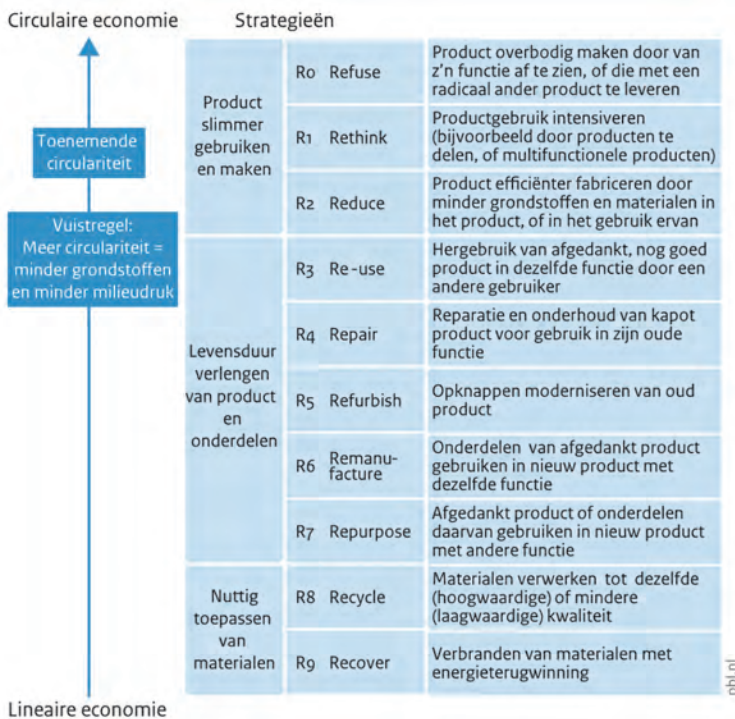 Circulaire economie
Strategieën
Toenemende
circulariteit
Vuistregel:
Meer circulariteit =
minder grondstoffen
en minder milieudruk
Lineaire economie
Product
slimmer
gebruiken
en maken
R0 Refuse
Product overbodig maken door van
z'n functie af te zien, of die met een
radicaal ander product te leveren
R1 Rethink
Productgebruik intensiveren
(bijvoorbeeld door producten te
delen, of multifunctionele producten)
R2 Reduce
Product efficiënter fabriceren door
minder grondstoffen en materialen in
het product, of in het gebruik ervan
Levensduur
verlengen
van product
en
onderdelen
R3 Re-use
Hergebruik van afgedankt, nog goed
product in dezelfde functie door een
andere gebruiker
R4 Repair
Reparatie en onderhoud van kapot
product voor gebruik in zijn oude
functie
R5 Refurbish
Opknappen moderniseren van oud
product
R6 Remanu-
facture
Onderdelen van afgedankt product
gebruiken in nieuw product met
dezelfde functie
R7 Repurpose
Afgedankt product of onderdelen
daarvan gebruiken in nieuw product
met andere functie
Nuttig
toepassen
van
materialen
R8 Recycle
Materialen verwerken tot dezelfde
(hoogwaardige) of mindere
(laagwaardige) kwaliteit
R9 Recover
Verbranden van materialen met
energieterugwinning
pbl.nl